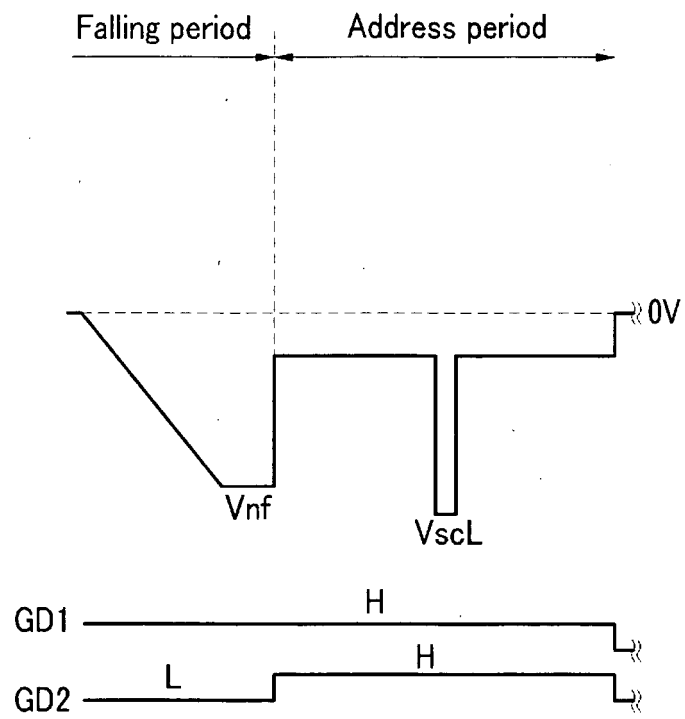 Falling period
Address period
0V
Vnf
VscL
GD1
H
GD2
L
H